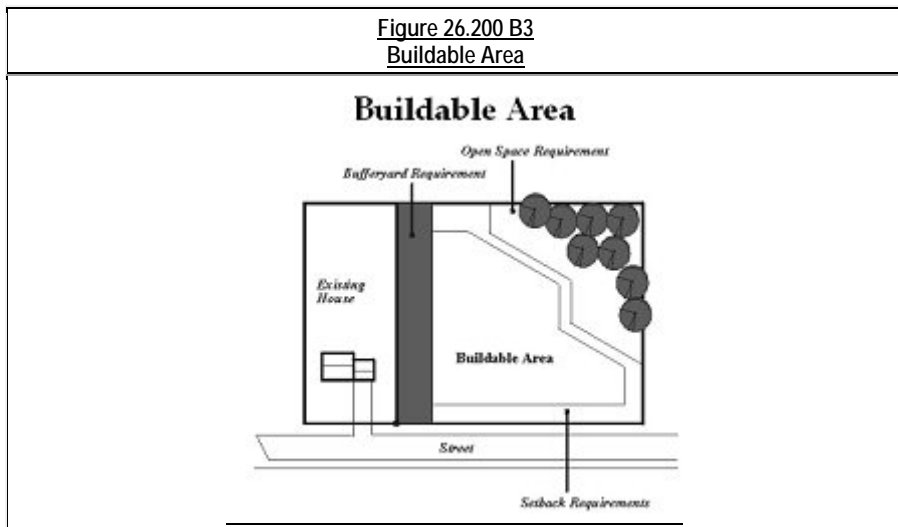 Figure 26.200 B3
Buildable Area
Buildable Area
Open Space Requirement
Bufferyard Requirement
Existing
House
Buildable Area
Street
Setback Requirements